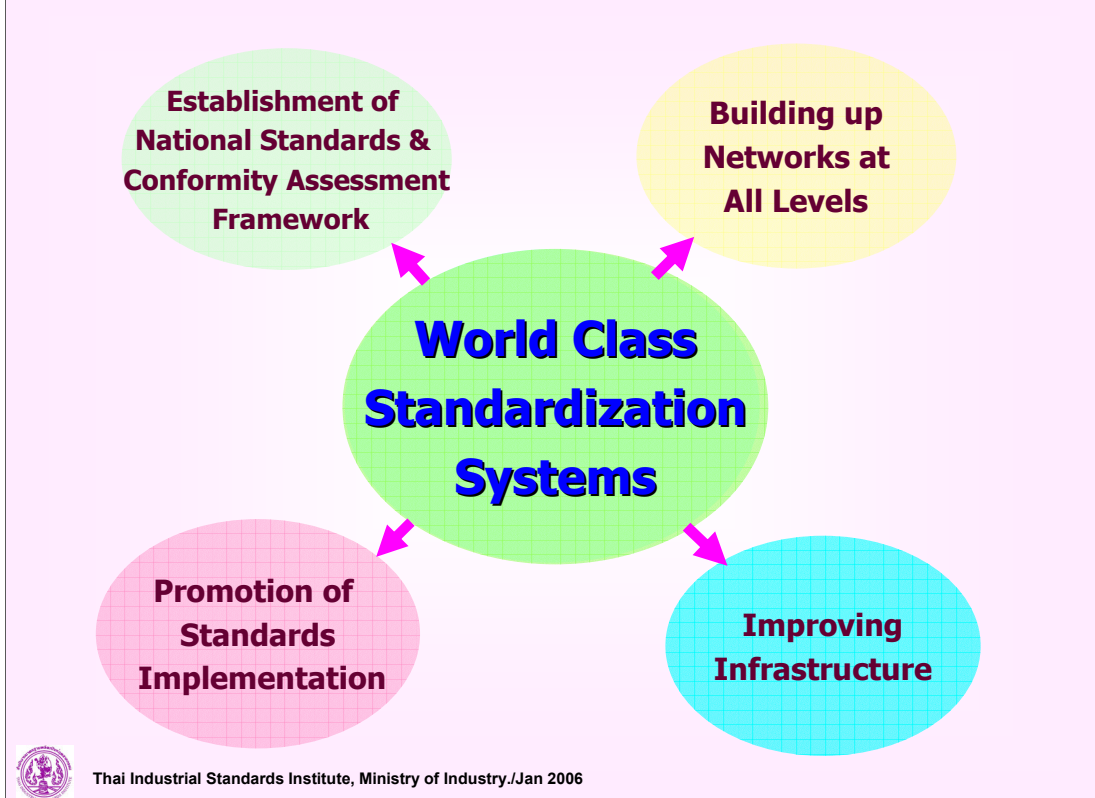 Establishment of
National Standards &
Conformity Assessment
Framework
Building up
Networks at
All Levels
World Class
Standardization
Systems
Promotion of
Standards
Implementation
Improving
Infrastructure
Thai Industrial Standards Institute, Ministry of Industry./Jan 2006